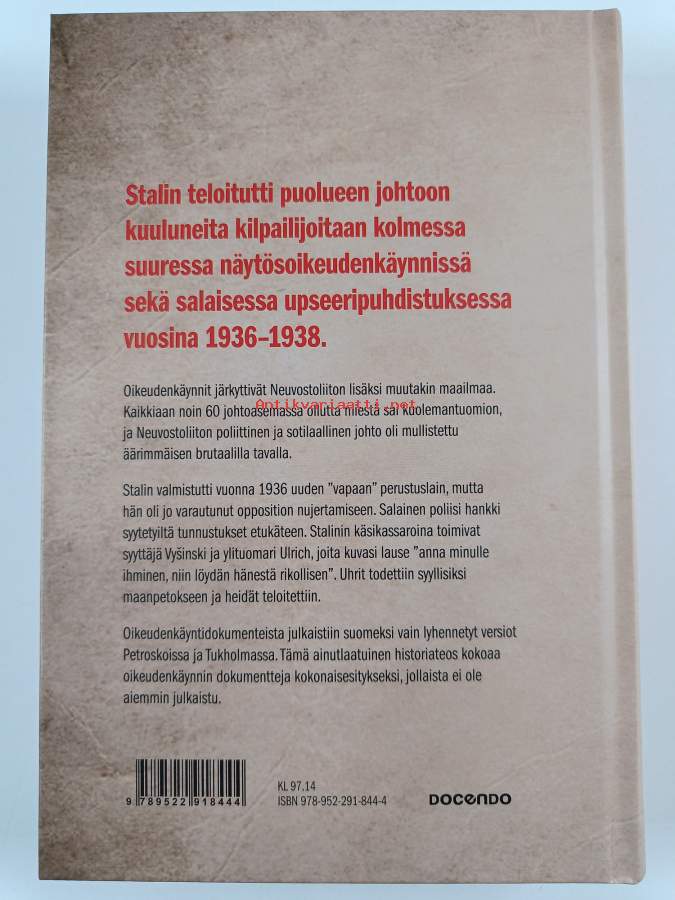 Stalin teloitutti puolueen johtoon
kuuluneita kilpailijoitaan kolmessa
suuressa näytösoikeudenkäynnissä
sekä salaisessa upseeripuhdistuksessa
vuosina 1936–1938.
Oikeudenkäynnit järkyttivät Neuvostoliiton lisäksi muutakin maailmaa.
Kaikkiaan noin 60 johtoasemassa ollutta miestä sai kuolemantuomion,
Antikvariaatti.net
ja Neuvostoliiton poliittinen ja sotilaallinen johto oli mullistettu
äärimmäisen brutaalilla tavalla.
Stalin valmistutti vuonna 1936 uuden ”vapaan” perustuslain, mutta
hän oli jo varautunut opposition nujertamiseen. Salainen poliisi hankki
syytetyiltä tunnustukset etukäteen. Stalinin käsikassaroina toimivat
syyttäjä Vyšinski ja ylituomari Ulrich, joita kuvasi lause ”anna minulle
ihminen, niin löydän hänestä rikollisen”. Uhrit todettiin syyllisiksi
maanpetokseen ja heidät teloitettiin.
Oikeudenkäyntidokumenteista julkaistiin suomeksi vain lyhennetyt versiot
Petroskoissa ja Tukholmassa. Tämä ainutlaatuinen historiateos kokoaa
oikeudenkäynnin dokumentteja kokonaisesitykseksi, jollaista ei ole
aiemmin julkaistu.
KL 97.14
ISBN 978-952-291-844-4
DOCENDO
9 789522 918444